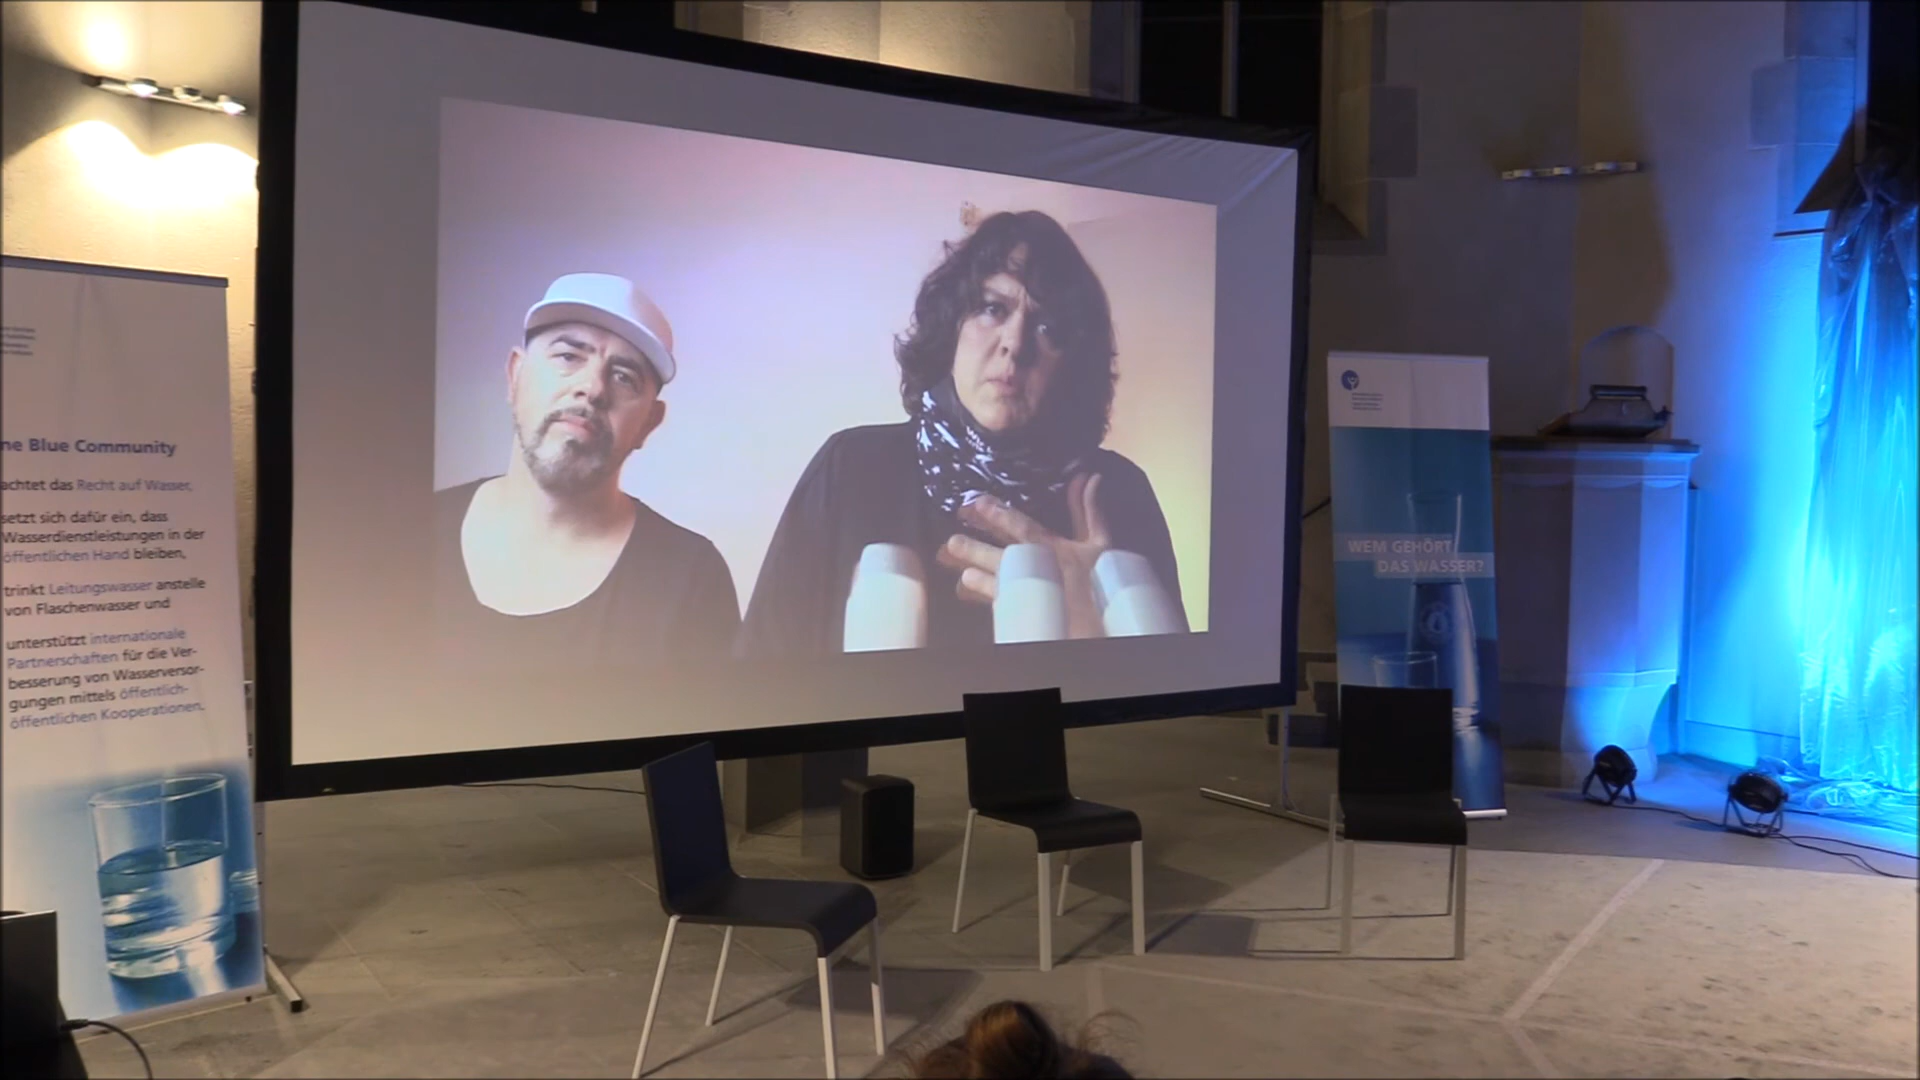 ne Blue Community
achtet das Recht auf Wasser,
setzt sich dafür ein, dass
Wasserdienstleistungen in der
öffentlichen Hand bleiben,
trinkt Leitungswasser anstelle
von Flaschenwasser und
unterstützt internationale
Partnerschaften für die Ver-
besserung von Wasserversor-
gungen mittels öffentlich-
öffentlichen Kooperationen.
WEM GEHÖRT
DAS WASSER?